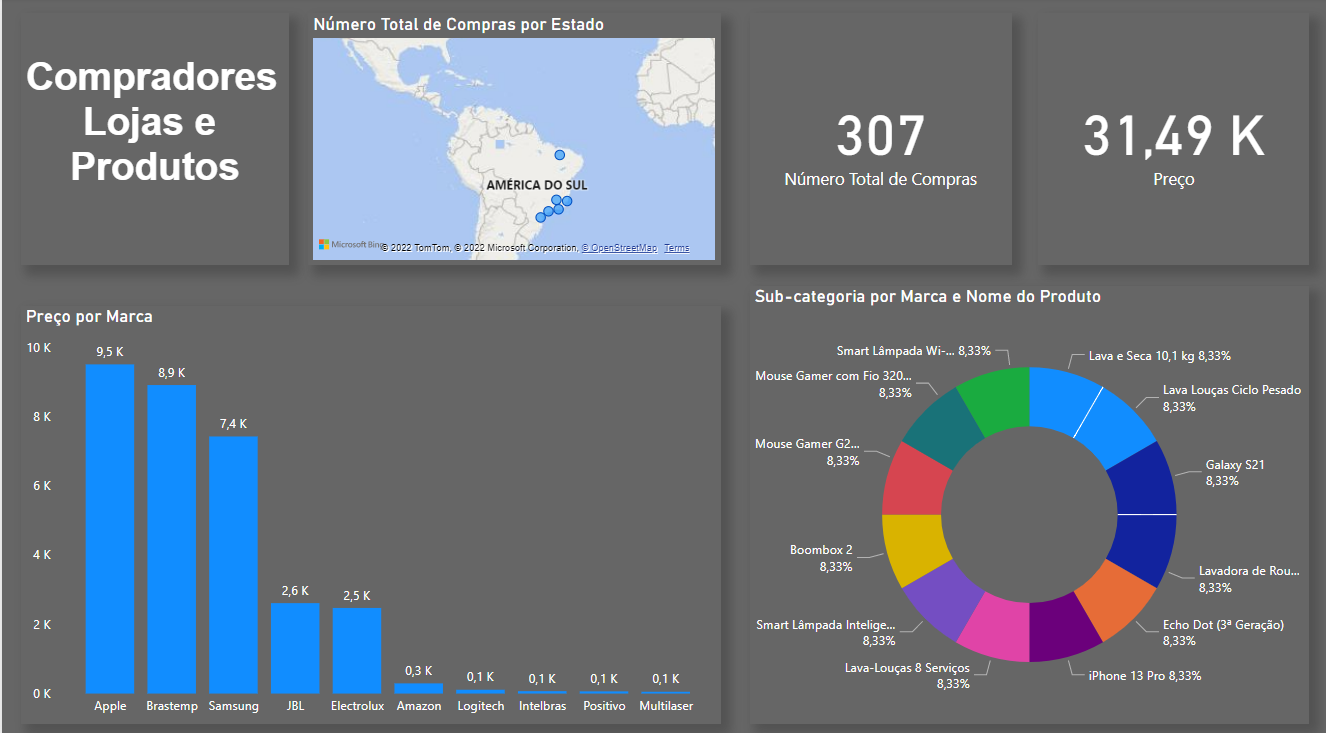 Compradores
Lojas e
Produtos
Número Total de Compras por Estado
AMÉRICA DO SUL
Microsoft Bing
© 2022 TomTom, © 2022 Microsoft Corporation, © OpenStreetMap Terms
307
Número Total de Compras
31,49 K
Preço
Preço por Marca
10 K
8 K
6 K
4 K
2 K
0 K
9,5 K
8,9 K
7,4 K
2,6 K
2,5 K
0,3 K
0,1 K
0,1 K
0,1 K
0,1 K
Apple
Brastemp
Samsung
JBL
Electrolux
Amazon
Logitech
Intelbras
Positivo
Multilaser
Sub-categoria por Marca e Nome do Produto
Lava e Seca 10,1 kg 8,33%
Lava Louças Ciclo Pesado
8,33%
Galaxy S21
8,33%
Lavadora de Rou...
8,33%
Echo Dot (3ª Geração)
8,33%
iPhone 13 Pro 8,33%
Lava-Louças 8 Serviços
8,33%
Smart Lâmpada Intelige...
8,33%
Boombox 2
8,33%
Mouse Gamer G2...
8,33%
Mouse Gamer com Fio 320...
8,33%
Smart Lâmpada Wi-... 8,33%